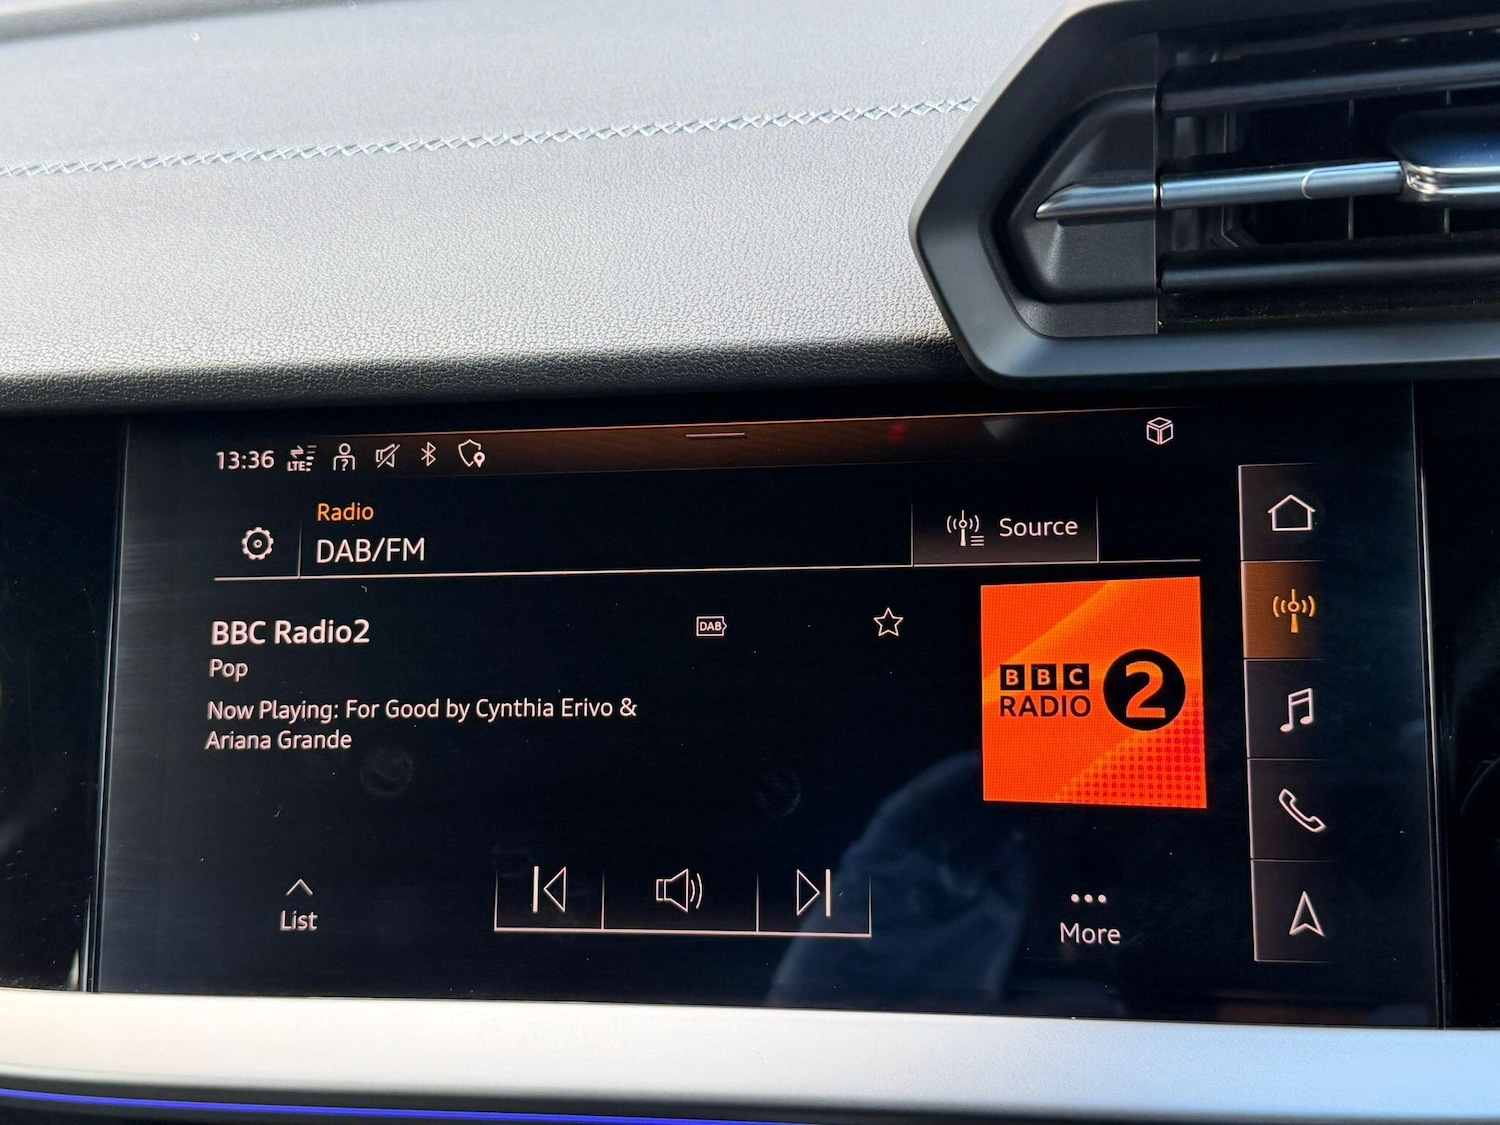 13:36 LTE
Radio
DAB/FM
Source
BBC Radio2
DAB
Pop
Now Playing: For Good by Cynthia Erivo &
Ariana Grande
BBC
RADIO 2
List
More